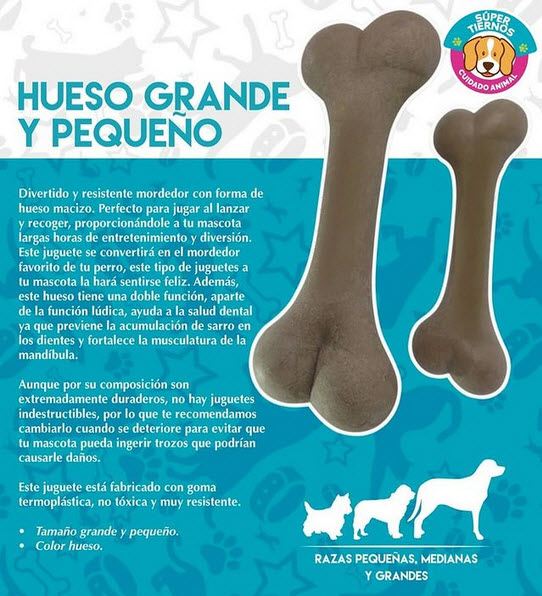 SÚPER
TIERNOS
CUIDADO ANIMAL
HUESO GRANDE
Y PEQUEÑO
Divertido y resistente mordedor con forma de
hueso macizo. Perfecto para jugar al lanzar
y recoger, proporcionándole a tu mascota
largas horas de entretenimiento y diversión.
Este juguete se convertirá en el mordedor
favorito de tu perro, este tipo de juguetes a
tu mascota la hará sentirse feliz. Además,
este hueso tiene una doble función, aparte
de la función lúdica, ayuda a la salud dental
ya que previene la acumulación de sarro en
los dientes y fortalece la musculatura de la
mandíbula.
Aunque por su composición son
extremadamente duraderos, no hay juguetes
indestructibles, por lo que te recomendamos
cambiarlo cuando se deteriore para evitar que
tu mascota pueda ingerir trozos que podrían
causarle daños.
Este juguete está fabricado con goma
termoplástica, no tóxica y muy resistente.
• Tamaño grande y pequeño.
• Color hueso.
RAZAS PEQUEÑAS, MEDIANAS
Y GRANDES